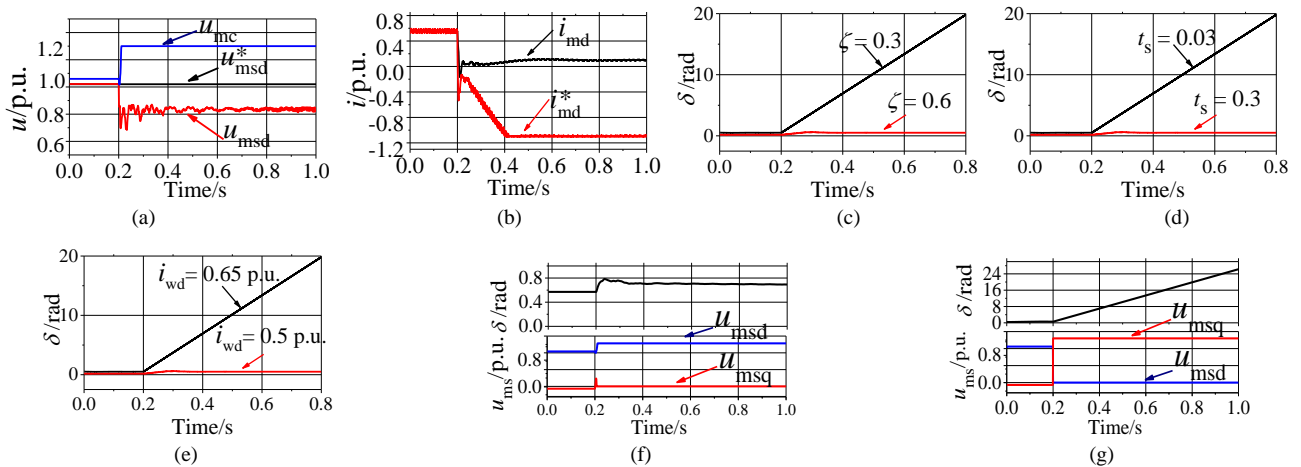 u/p.u.
1.2
1.0
0.8
0.6
u_mc
u*_msd
u_msd
0.0 0.2 0.4 0.6 0.8 1.0
Time/s
(a)
i/p.u.
0.8
0.4
0.0
-0.4
-0.8
-1.2
i_md
i*_md
0.0 0.2 0.4 0.6 0.8 1.0
Time/s
(b)
δ/rad
20
10
0
ζ = 0.3
ζ = 0.6
0.0 0.2 0.4 0.6 0.8
Time/s
(c)
δ/rad
20
10
0
t_s = 0.03
t_s = 0.3
0.0 0.2 0.4 0.6 0.8
Time/s
(d)
δ/rad
20
10
0
i_wd = 0.65 p.u.
i_wd = 0.5 p.u.
0.0 0.2 0.4 0.6 0.8
Time/s
(e)
δ/rad
0.8
0.4
0.0
u_ms/p.u.
0.8
0.0
u_msd
u_msq
0.0 0.2 0.4 0.6 0.8 1.0
Time/s
(f)
δ/rad
24
16
8
0
u_ms/p.u.
0.8
0.0
u_msq
u_msd
0.0 0.2 0.4 0.6 0.8 1.0
Time/s
(g)